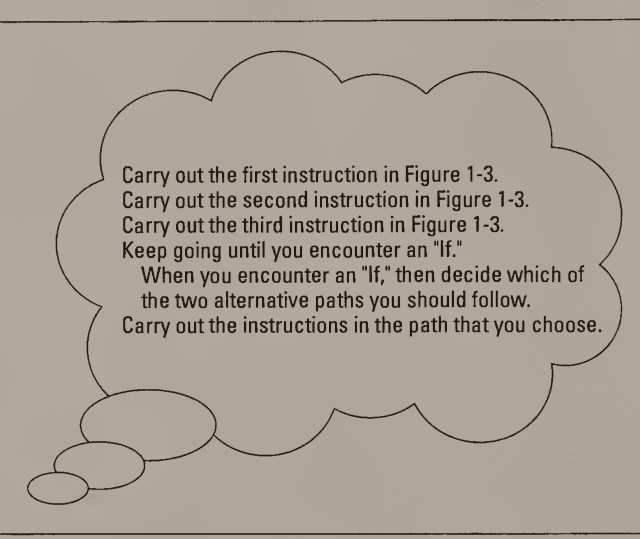 Carry out the first instruction in Figure 1-3.
Carry out the second instruction in Figure 1-3.
Carry out the third instruction in Figure 1-3.
Keep going until you encounter an "If."
When you encounter an "If," then decide which of
the two alternative paths you should follow.
Carry out the instructions in the path that you choose.